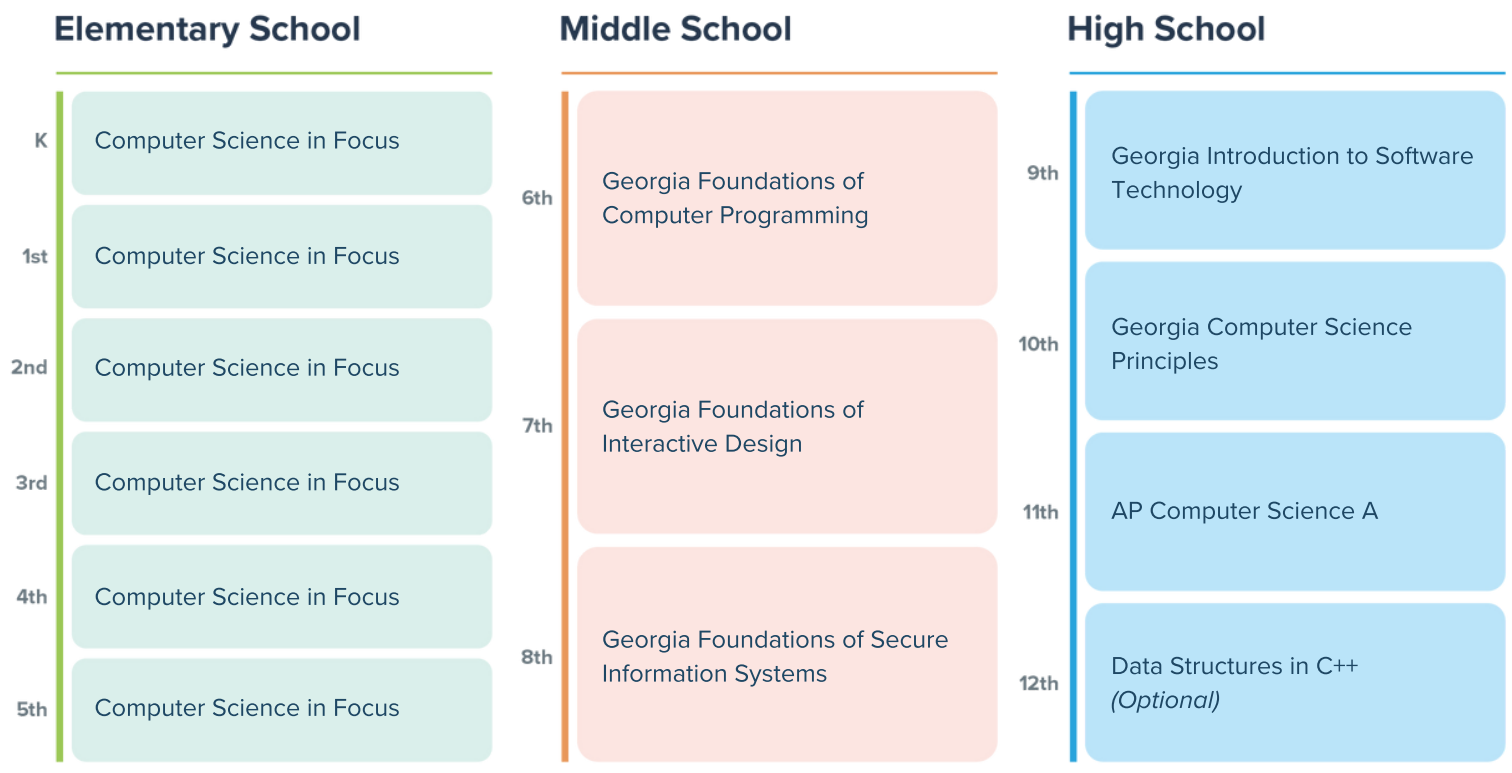 Elementary School
K
Computer Science in Focus
1st
Computer Science in Focus
2nd
Computer Science in Focus
3rd
Computer Science in Focus
4th
Computer Science in Focus
5th
Computer Science in Focus
Middle School
6th
Georgia Foundations of
Computer Programming
7th
Georgia Foundations of
Interactive Design
8th
Georgia Foundations of Secure
Information Systems
High School
9th
Georgia Introduction to Software
Technology
10th
Georgia Computer Science
Principles
11th
AP Computer Science A
12th
Data Structures in C++
(Optional)